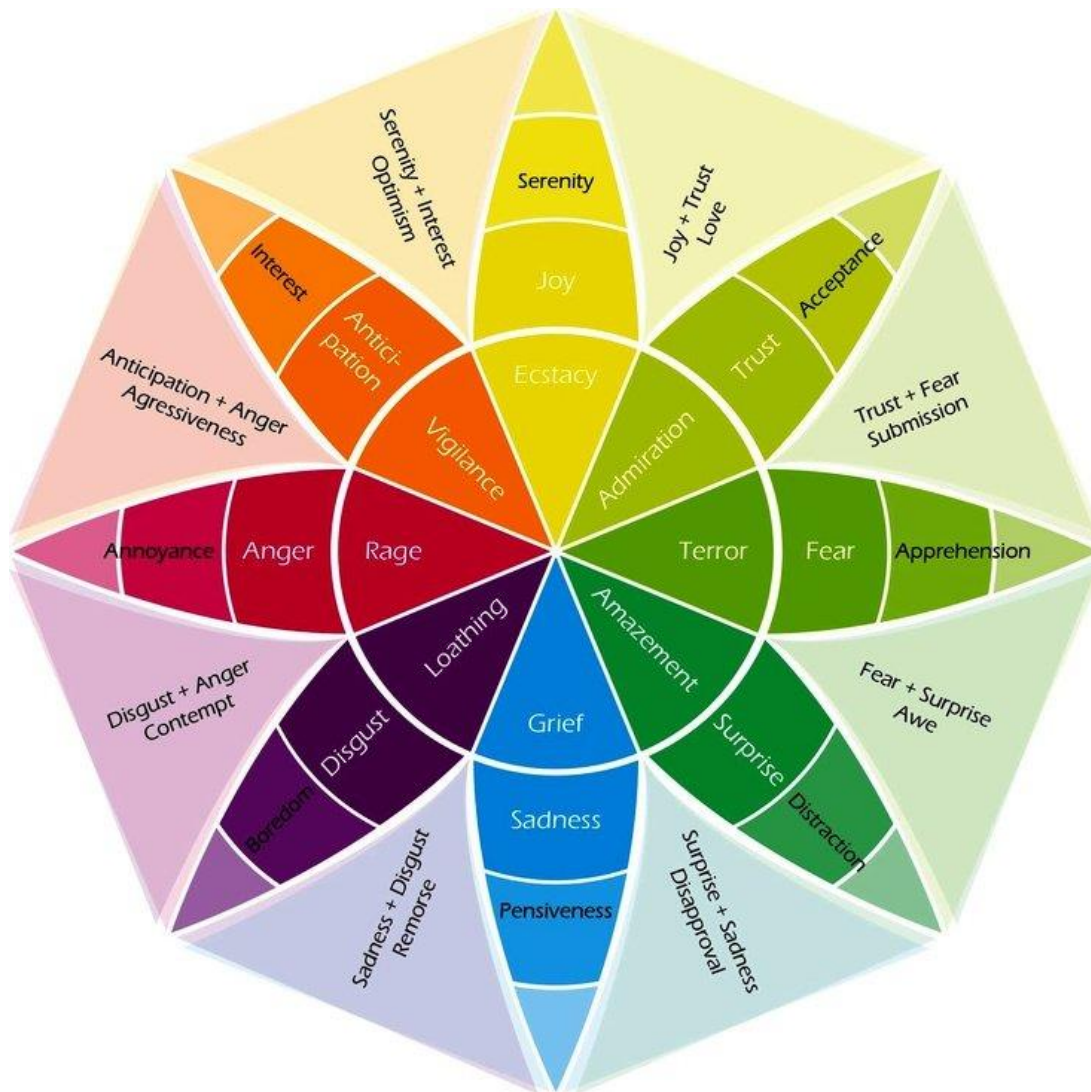 Serenity + Interest
Optimism
Serenity
Joy
Ecstacy
Joy + Trust
Love
Acceptance
Trust
Admiration
Trust + Fear
Submission
Terror
Fear
Apprehension
Fear + Surprise
Awe
Amazement
Surprise
Distraction
Surprise + Sadness
Disapproval
Grief
Sadness
Pensiveness
Sadness + Disgust
Remorse
Loathing
Disgust
Boredom
Disgust + Anger
Contempt
Annoyance
Anger
Rage
Anticipation + Anger
Agressiveness
Interest
Antici-
pation
Vigilance